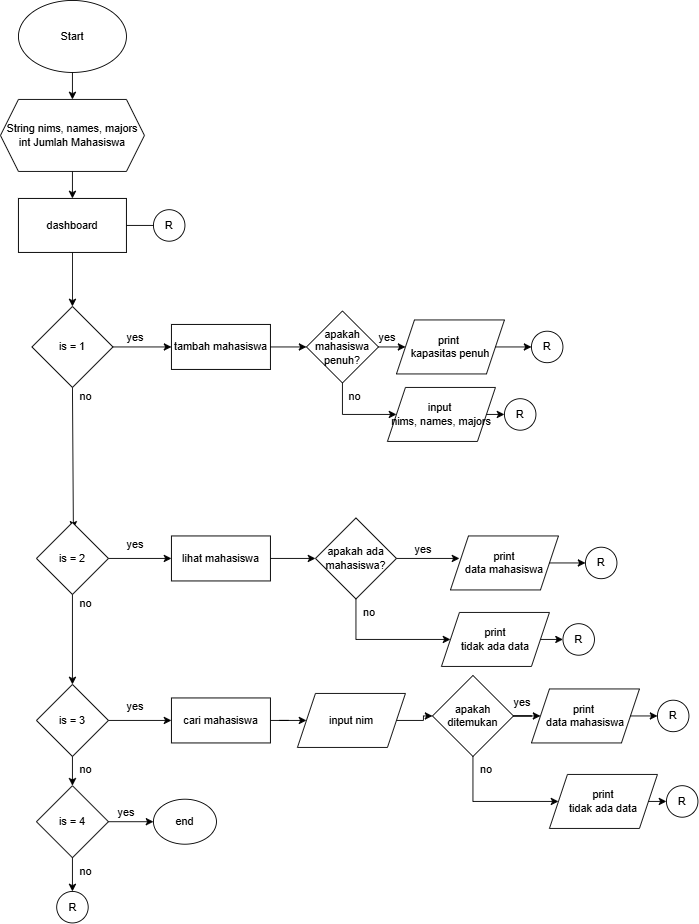 Start
String nims, names, majors
int Jumlah Mahasiswa
dashboard
R
is = 1
yes
tambah mahasiswa
apakah
mahasiswa
penuh?
yes
print
kapasitas penuh
R
no
no
input
nims, names, majors
R
is = 2
yes
lihat mahasiswa
apakah ada
mahasiswa?
yes
print
data mahasiswa
R
no
no
print
tidak ada data
R
is = 3
yes
cari mahasiswa
input nim
apakah
ditemukan
yes
print
data mahasiswa
R
no
no
print
tidak ada data
R
is = 4
yes
end
no
R